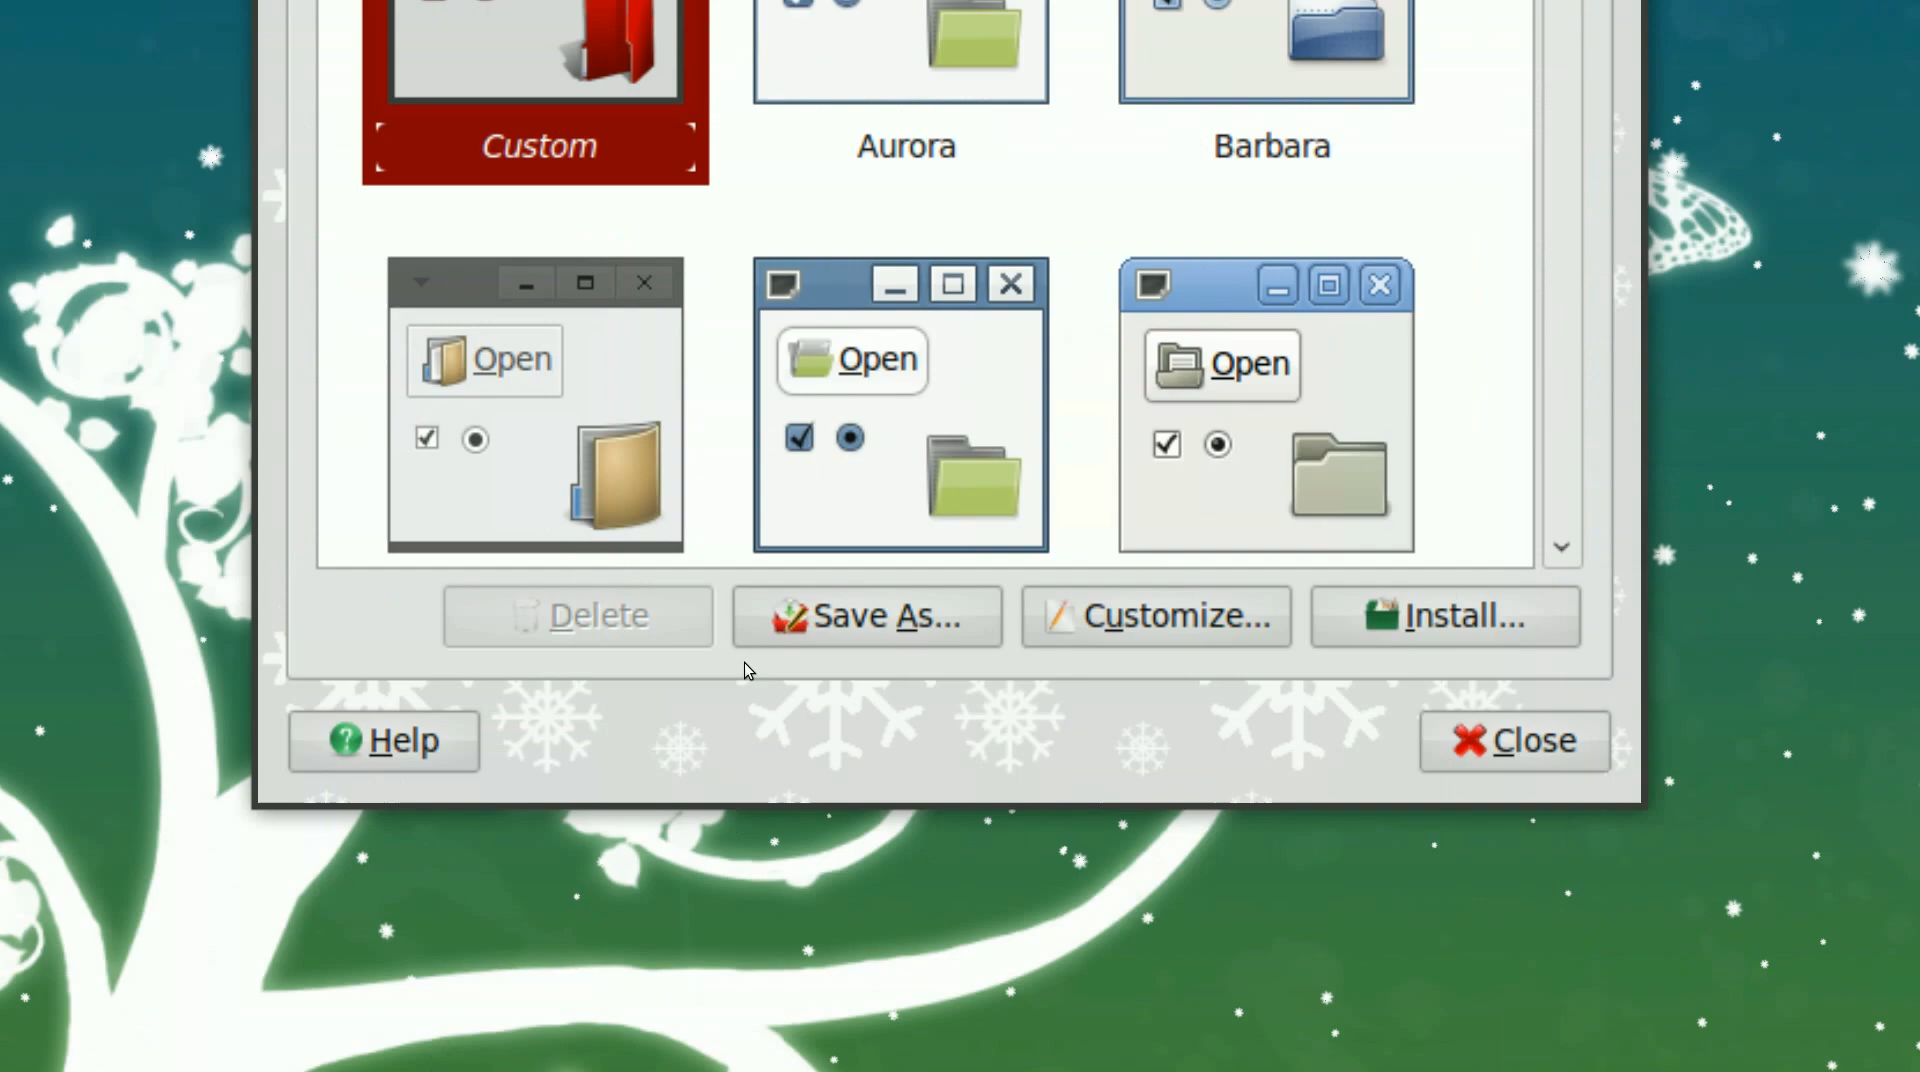 Custom
Aurora
Barbara
Open
Open
Open
Delete
Save As...
Customize...
Install...
Help
Close